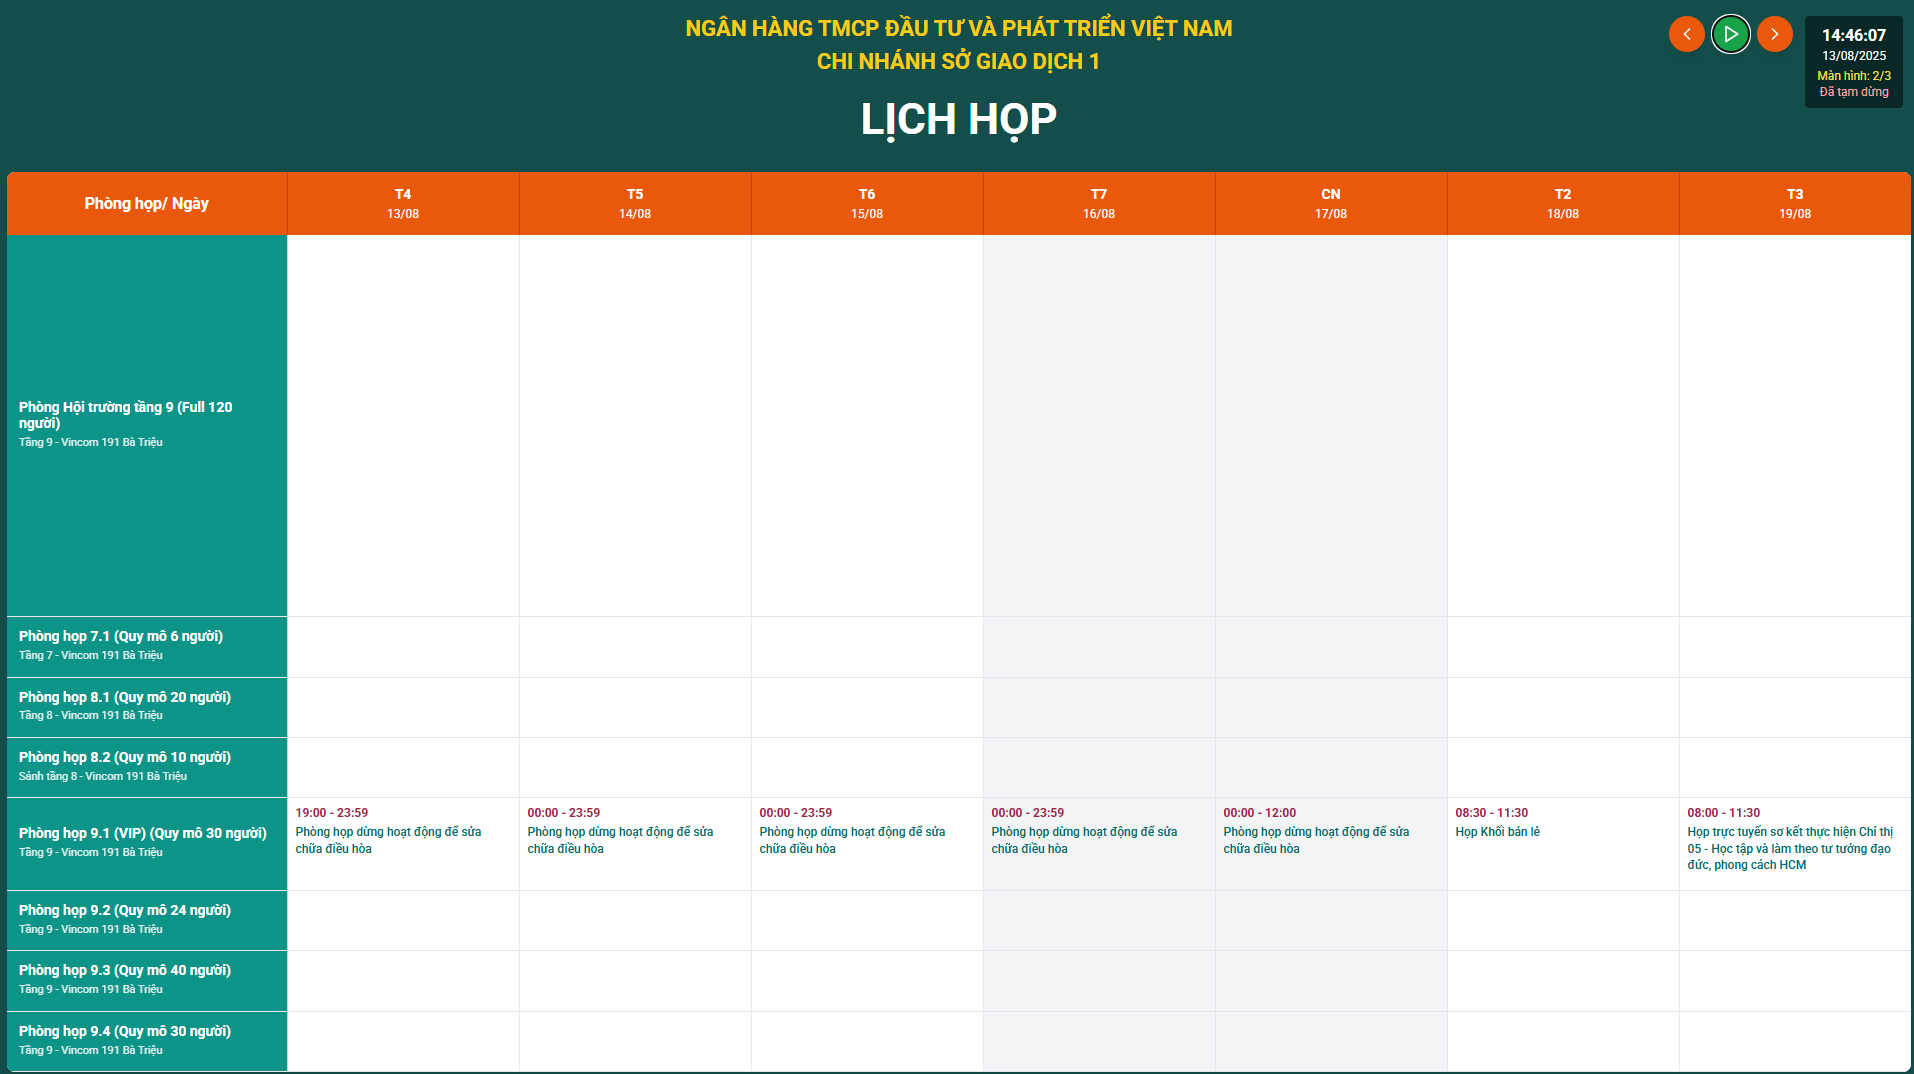 NGÂN HÀNG TMCP ĐẦU TƯ VÀ PHÁT TRIỂN VIỆT NAM
CHI NHÁNH SỞ GIAO DỊCH 1
LỊCH HỌP
14:46:07
13/08/2025
Màn hình: 2/3
Đã tạm dừng
Phòng họp/ Ngày
T4
13/08
T5
14/08
T6
15/08
T7
16/08
CN
17/08
T2
18/08
T3
19/08
Phòng Hội trường tầng 9 (Full 120
người)
Tầng 9 - Vincom 191 Bà Triệu
Phòng họp 7.1 (Quy mô 6 người)
Tầng 7 - Vincom 191 Bà Triệu
Phòng họp 8.1 (Quy mô 20 người)
Tầng 8 - Vincom 191 Bà Triệu
Phòng họp 8.2 (Quy mô 10 người)
Sảnh tầng 8 - Vincom 191 Bà Triệu
Phòng họp 9.1 (VIP) (Quy mô 30 người)
Tầng 9 - Vincom 191 Bà Triệu
19:00 - 23:59
Phòng họp dừng hoạt động để sửa
chữa điều hòa
00:00 - 23:59
Phòng họp dừng hoạt động để sửa
chữa điều hòa
00:00 - 23:59
Phòng họp dừng hoạt động để sửa
chữa điều hòa
00:00 - 23:59
Phòng họp dừng hoạt động để sửa
chữa điều hòa
00:00 - 12:00
Phòng họp dừng hoạt động để sửa
chữa điều hòa
08:30 - 11:30
Họp Khối bán lẻ
08:00 - 11:30
Họp trực tuyến sơ kết thực hiện Chỉ thị
05 - Học tập và làm theo tư tưởng đạo
đức, phong cách HCM
Phòng họp 9.2 (Quy mô 24 người)
Tầng 9 - Vincom 191 Bà Triệu
Phòng họp 9.3 (Quy mô 40 người)
Tầng 9 - Vincom 191 Bà Triệu
Phòng họp 9.4 (Quy mô 30 người)
Tầng 9 - Vincom 191 Bà Triệu